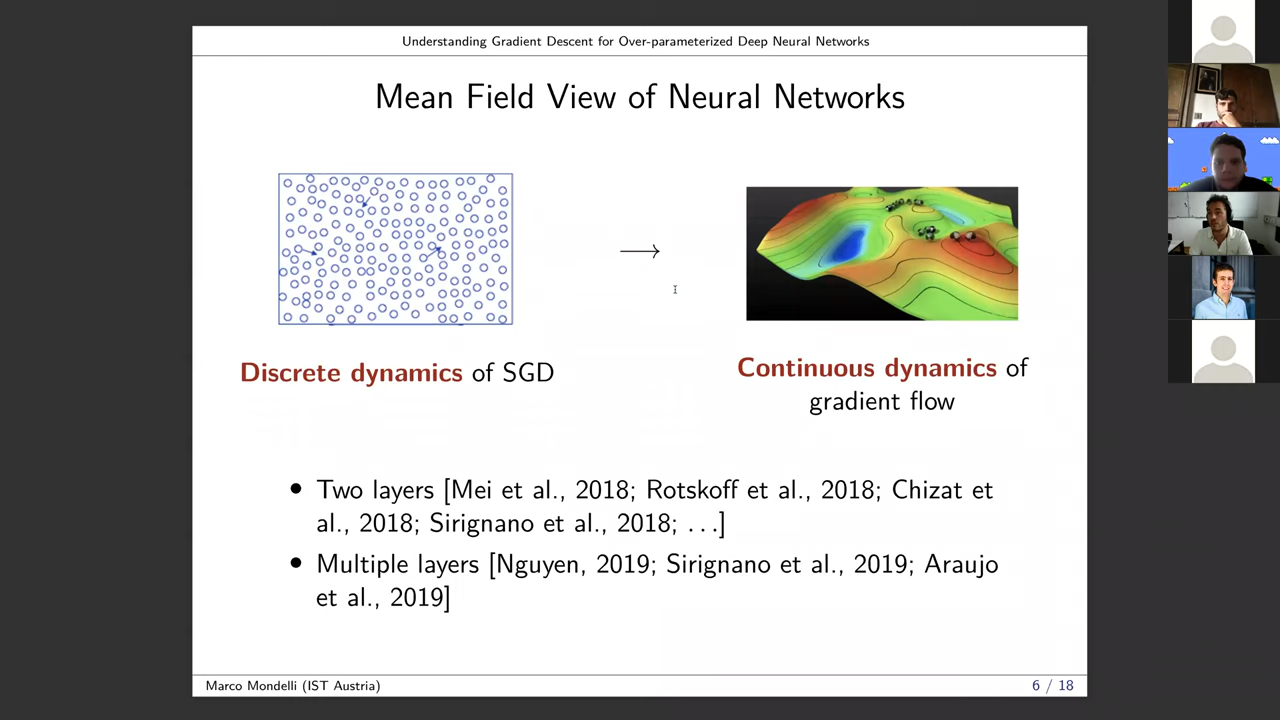 Understanding Gradient Descent for Over-parameterized Deep Neural Networks
Mean Field View of Neural Networks
→
Discrete dynamics of SGD
Continuous dynamics of
gradient flow
• Two layers [Mei et al., 2018; Rotskoff et al., 2018; Chizat et
al., 2018; Sirignano et al., 2018; ...]
• Multiple layers [Nguyen, 2019; Sirignano et al., 2019; Araujo
et al., 2019]
Marco Mondelli (IST Austria)
6 / 18